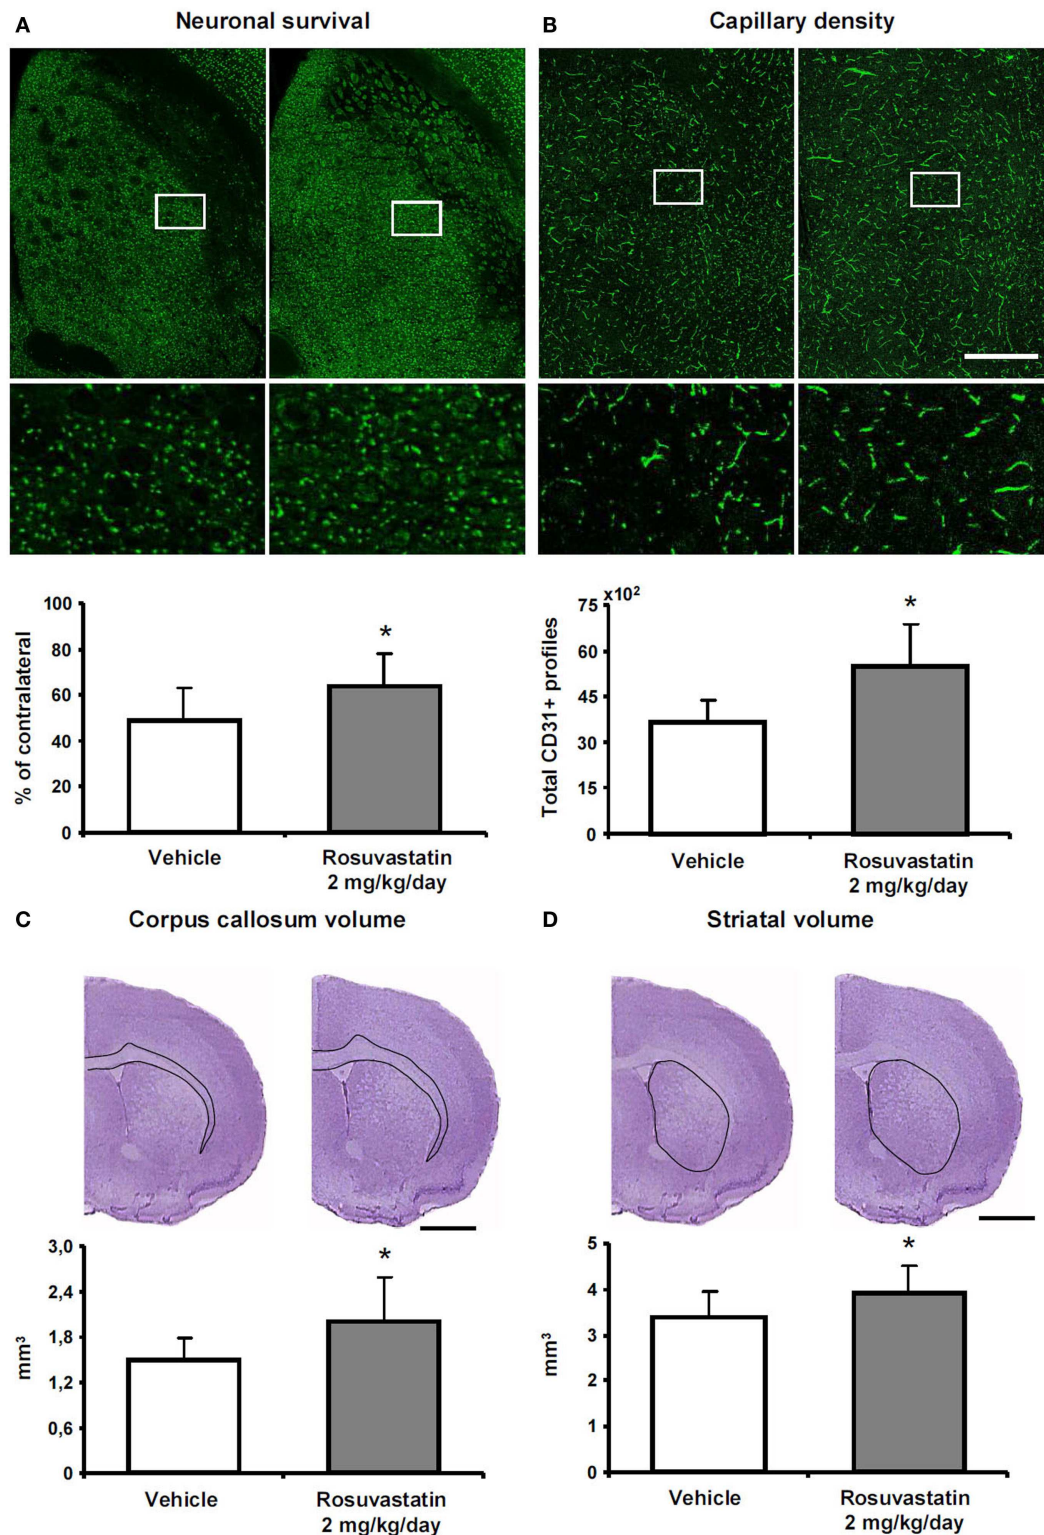 A Neuronal survival
B Capillary density
100
80
60
40
20
0
% of contralateral
*
Vehicle
Rosuvastatin
2 mg/kg/day
x10²
75
60
45
30
15
0
Total CD31+ profiles
*
Vehicle
Rosuvastatin
2 mg/kg/day
C Corpus callosum volume
D Striatal volume
3,0
2,4
1,8
1,2
0,6
0
mm³
*
Vehicle
Rosuvastatin
2 mg/kg/day
5
4
3
2
1
0
mm³
*
Vehicle
Rosuvastatin
2 mg/kg/day